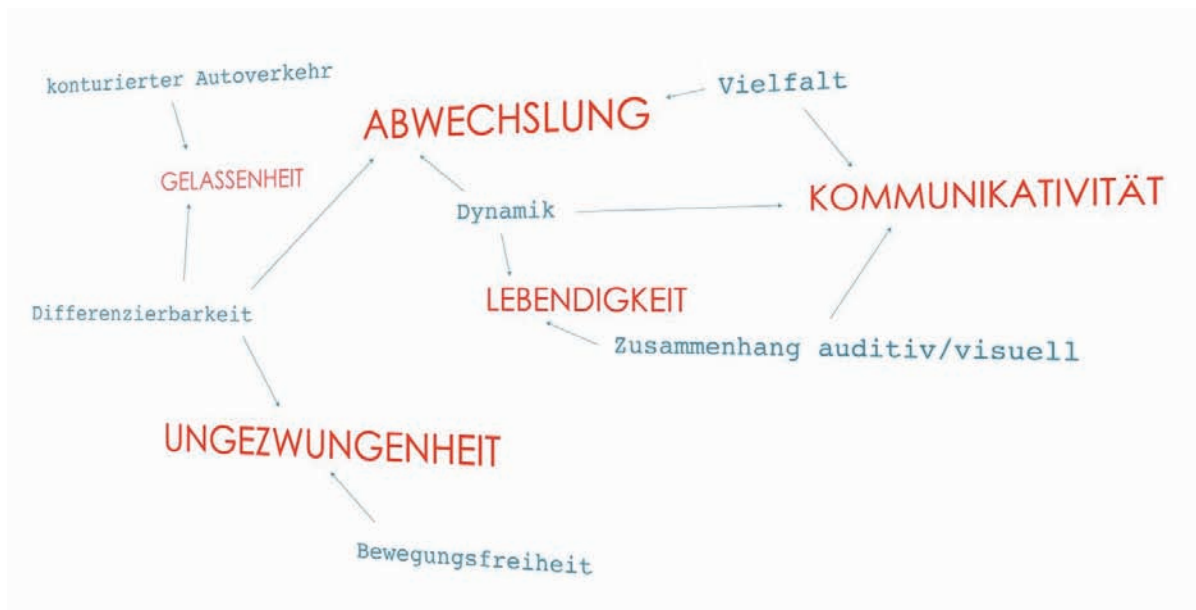 konturierter Autoverkehr
Vielfalt
ABWECHSLUNG
GELASSENHEIT
KOMMUNIKATIVITÄT
Dynamik
LEBENDIGKEIT
Differenzierbarkeit
Zusammenhang auditiv/visuell
UNGEZWUNGENHEIT
Bewegungsfreiheit